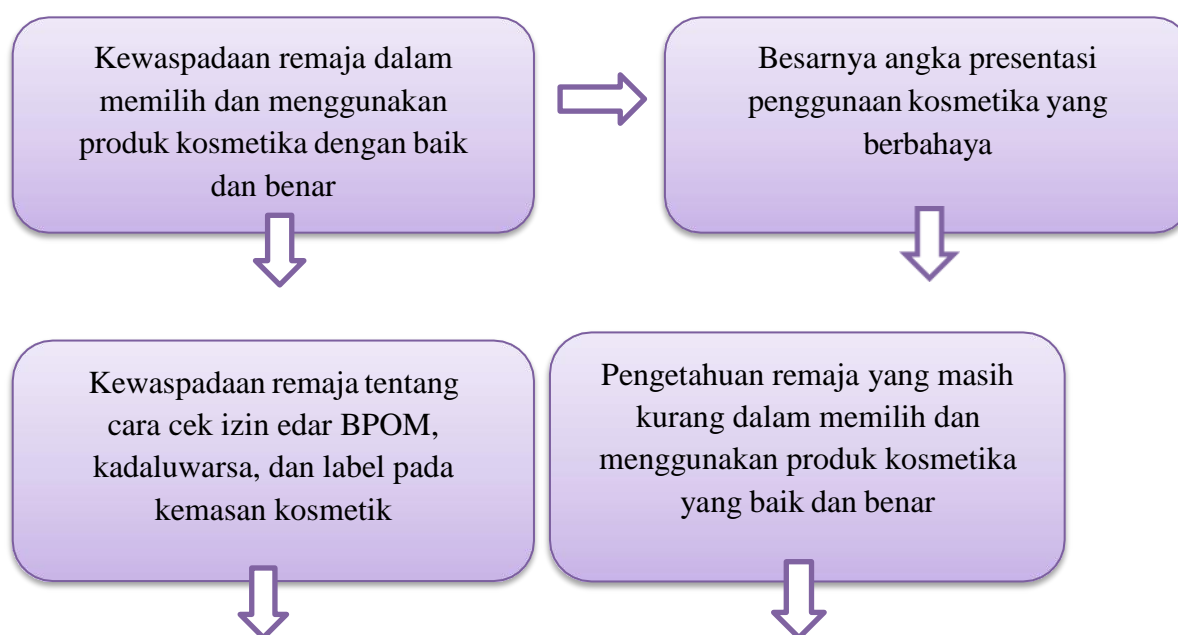 Kewaspadaan remaja dalam
memilih dan menggunakan
produk kosmetika dengan baik
dan benar
Besarnya angka presentasi
penggunaan kosmetika yang
berbahaya
Kewaspadaan remaja tentang
cara cek izin edar BPOM,
kadaluwarsa, dan label pada
kemasan kosmetik
Pengetahuan remaja yang masih
kurang dalam memilih dan
menggunakan produk kosmetika
yang baik dan benar